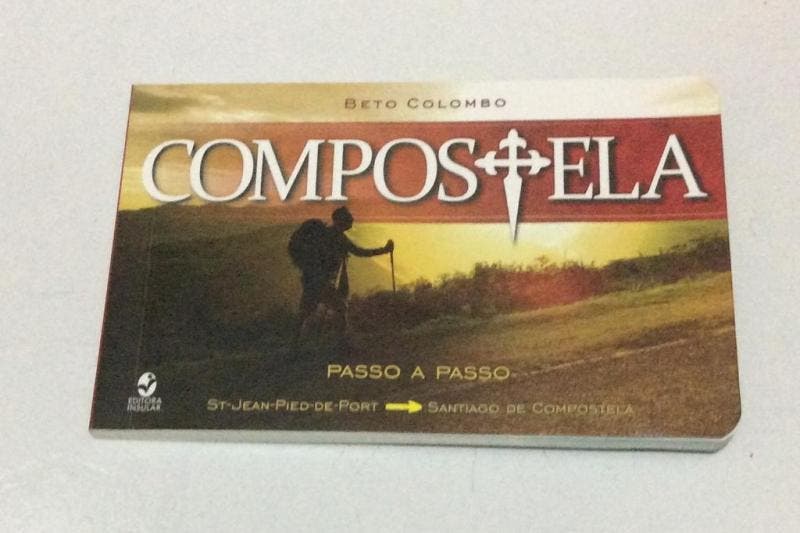 BETO COLOMBO
COMPOSTELA
PASSO A PASSO
ST-JEAN-PIED-DE-PORT SANTIAGO DE COMPOSTELA
EDITORA
INSULAR